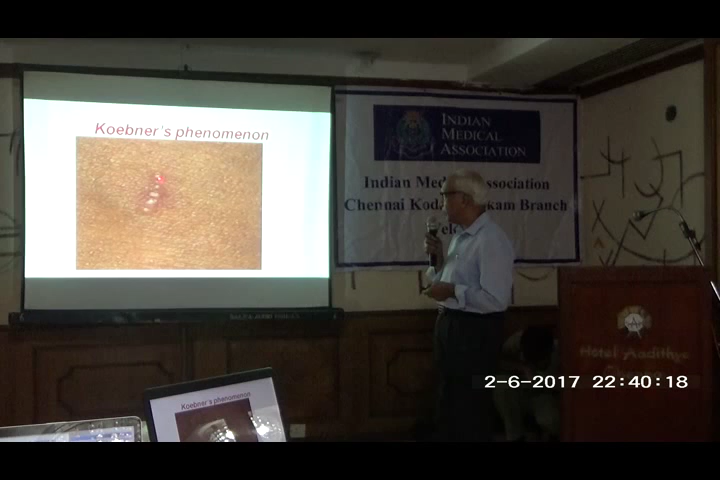 Koebner's phenomenon
INDIAN
MEDICAL
ASSOCIATION
Indian Med Association
Chennai Kod kam Branch
Hotel Aadithya
2-6-2017 22:40:18
Koebner's phenomenon